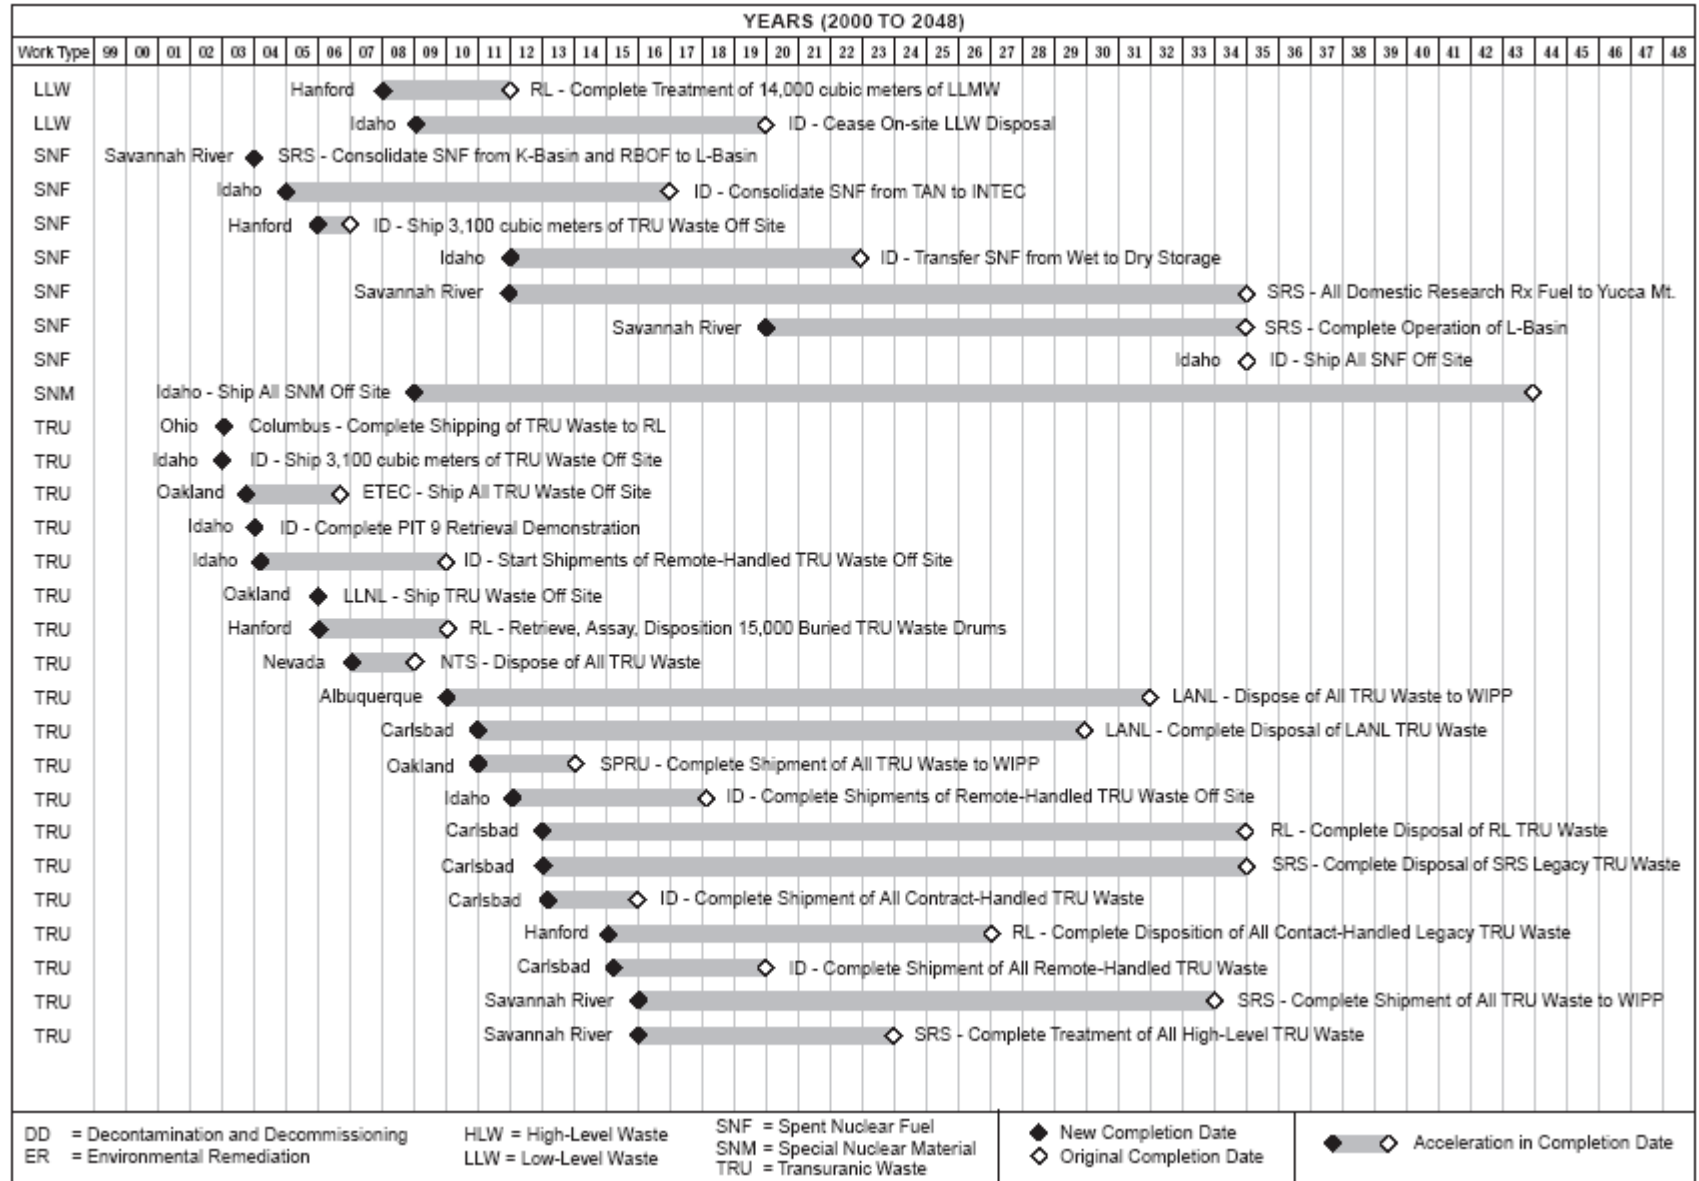 YEARS (2000 TO 2048)
Work Type 99 00 01 02 03 04 05 06 07 08 09 10 11 12 13 14 15 16 17 18 19 20 21 22 23 24 25 26 27 28 29 30 31 32 33 34 35 36 37 38 39 40 41 42 43 44 45 46 47 48
LLW Hanford RL - Complete Treatment of 14,000 cubic meters of LLMW
LLW Idaho ID - Cease On-site LLW Disposal
SNF Savannah River SRS - Consolidate SNF from K-Basin and RBOF to L-Basin
SNF Idaho ID - Consolidate SNF from TAN to INTEC
SNF Hanford ID - Ship 3,100 cubic meters of TRU Waste Off Site
SNF Idaho ID - Transfer SNF from Wet to Dry Storage
SNF Savannah River SRS - All Domestic Research Rx Fuel to Yucca Mt.
SNF Savannah River SRS - Complete Operation of L-Basin
SNF Idaho ID - Ship All SNF Off Site
SNM Idaho - Ship All SNM Off Site
TRU Ohio Columbus - Complete Shipping of TRU Waste to RL
TRU Idaho ID - Ship 3,100 cubic meters of TRU Waste Off Site
TRU Oakland ETEC - Ship All TRU Waste Off Site
TRU Idaho ID - Complete PIT 9 Retrieval Demonstration
TRU Idaho ID - Start Shipments of Remote-Handled TRU Waste Off Site
TRU Oakland LLNL - Ship TRU Waste Off Site
TRU Hanford RL - Retrieve, Assay, Disposition 15,000 Buried TRU Waste Drums
TRU Nevada NTS - Dispose of All TRU Waste
TRU Albuquerque LANL - Dispose of All TRU Waste to WIPP
TRU Carlsbad LANL - Complete Disposal of LANL TRU Waste
TRU Oakland SPRU - Complete Shipment of All TRU Waste to WIPP
TRU Idaho ID - Complete Shipments of Remote-Handled TRU Waste Off Site
TRU Carlsbad RL - Complete Disposal of RL TRU Waste
TRU Carlsbad SRS - Complete Disposal of SRS Legacy TRU Waste
TRU Carlsbad ID - Complete Shipment of All Contract-Handled TRU Waste
TRU Hanford RL - Complete Disposition of All Contact-Handled Legacy TRU Waste
TRU Carlsbad ID - Complete Shipment of All Remote-Handled TRU Waste
TRU Savannah River SRS - Complete Shipment of All TRU Waste to WIPP
TRU Savannah River SRS - Complete Treatment of All High-Level TRU Waste
DD = Decontamination and Decommissioning
ER = Environmental Remediation
HLW = High-Level Waste
LLW = Low-Level Waste
SNF = Spent Nuclear Fuel
SNM = Special Nuclear Material
TRU = Transuranic Waste
New Completion Date
Original Completion Date
Acceleration in Completion Date